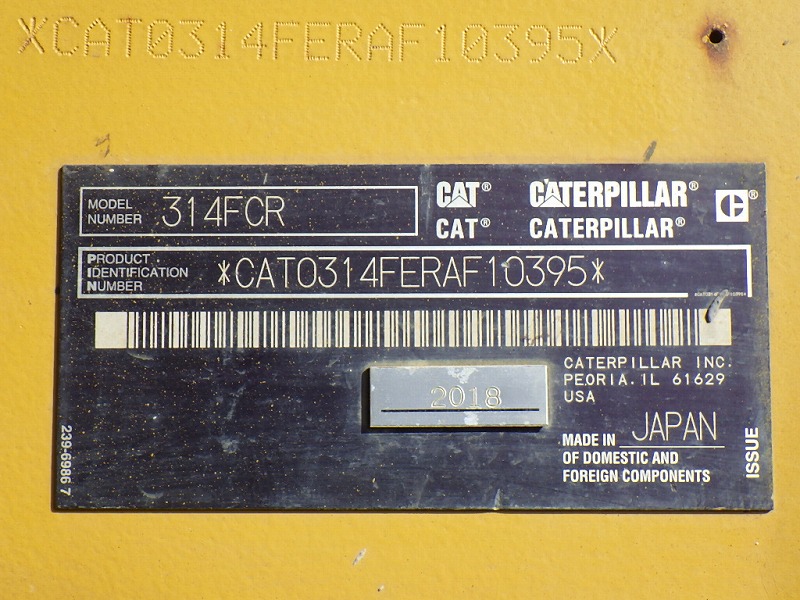 *CAT0314FERAF10395*
MODEL NUMBER 314FCR
CAT® CATERPILLAR® ®
CAT® CATERPILLAR®
PRODUCT IDENTIFICATION NUMBER *CAT0314FERAF10395*
CATERPILLAR INC.
PEORIA, IL 61629
USA
2018
MADE IN JAPAN
OF DOMESTIC AND
FOREIGN COMPONENTS
239-6986 7
ISSUE